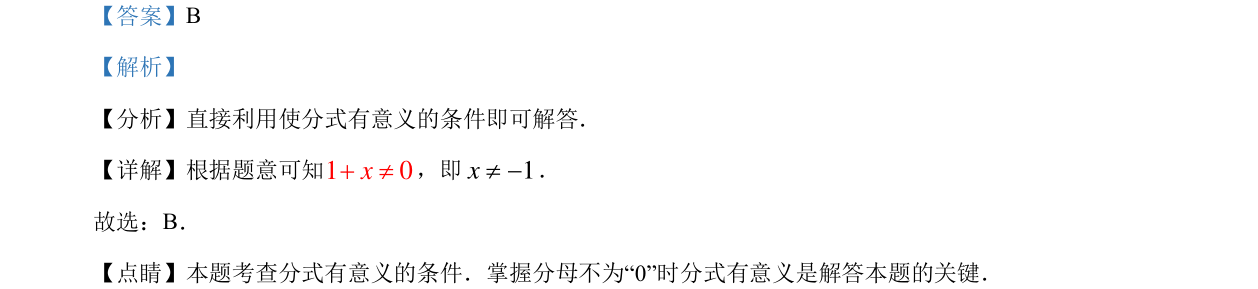 【答案】B
【解析】
【分析】直接利用使分式有意义的条件即可解答．
【详解】根据题意可知1+x≠0，即x≠−1．
故选：B．
【点睛】本题考查分式有意义的条件．掌握分母不为“0”时分式有意义是解答本题的关键．